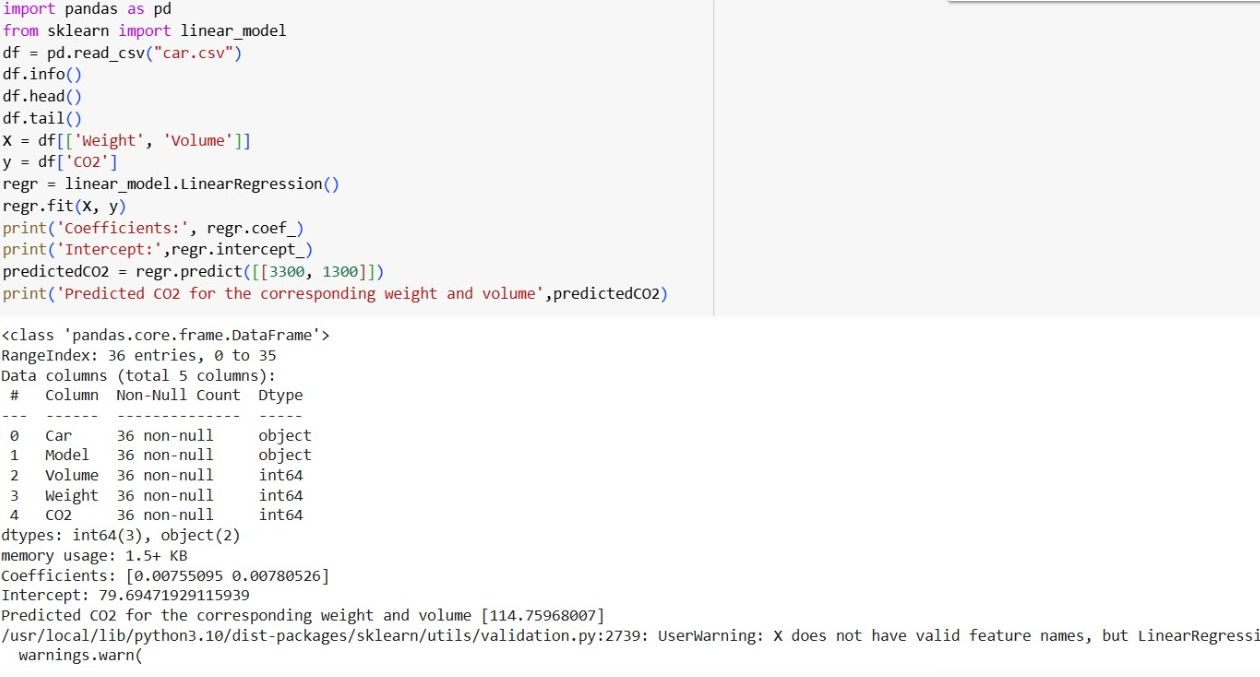 import pandas as pd
from sklearn import linear_model
df = pd.read_csv("car.csv")
df.info()
df.head()
df.tail()
X = df[['Weight', 'Volume']]
y = df['CO2']
regr = linear_model.LinearRegression()
regr.fit(X, y)
print('Coefficients:', regr.coef_)
print('Intercept:',regr.intercept_)
predictedCO2 = regr.predict([[3300, 1300]])
print('Predicted CO2 for the corresponding weight and volume',predictedCO2)
<class 'pandas.core.frame.DataFrame'>
RangeIndex: 36 entries, 0 to 35
Data columns (total 5 columns):
 #   Column  Non-Null Count  Dtype
---  ------  --------------  -----
 0   Car     36 non-null     object
 1   Model   36 non-null     object
 2   Volume  36 non-null     int64
 3   Weight  36 non-null     int64
 4   CO2     36 non-null     int64
dtypes: int64(3), object(2)
memory usage: 1.5+ KB
Coefficients: [0.00755095 0.00780526]
Intercept: 79.69471929115939
Predicted CO2 for the corresponding weight and volume [114.75968007]
/usr/local/lib/python3.10/dist-packages/sklearn/utils/validation.py:2739: UserWarning: X does not have valid feature names, but LinearRegressi
  warnings.warn(